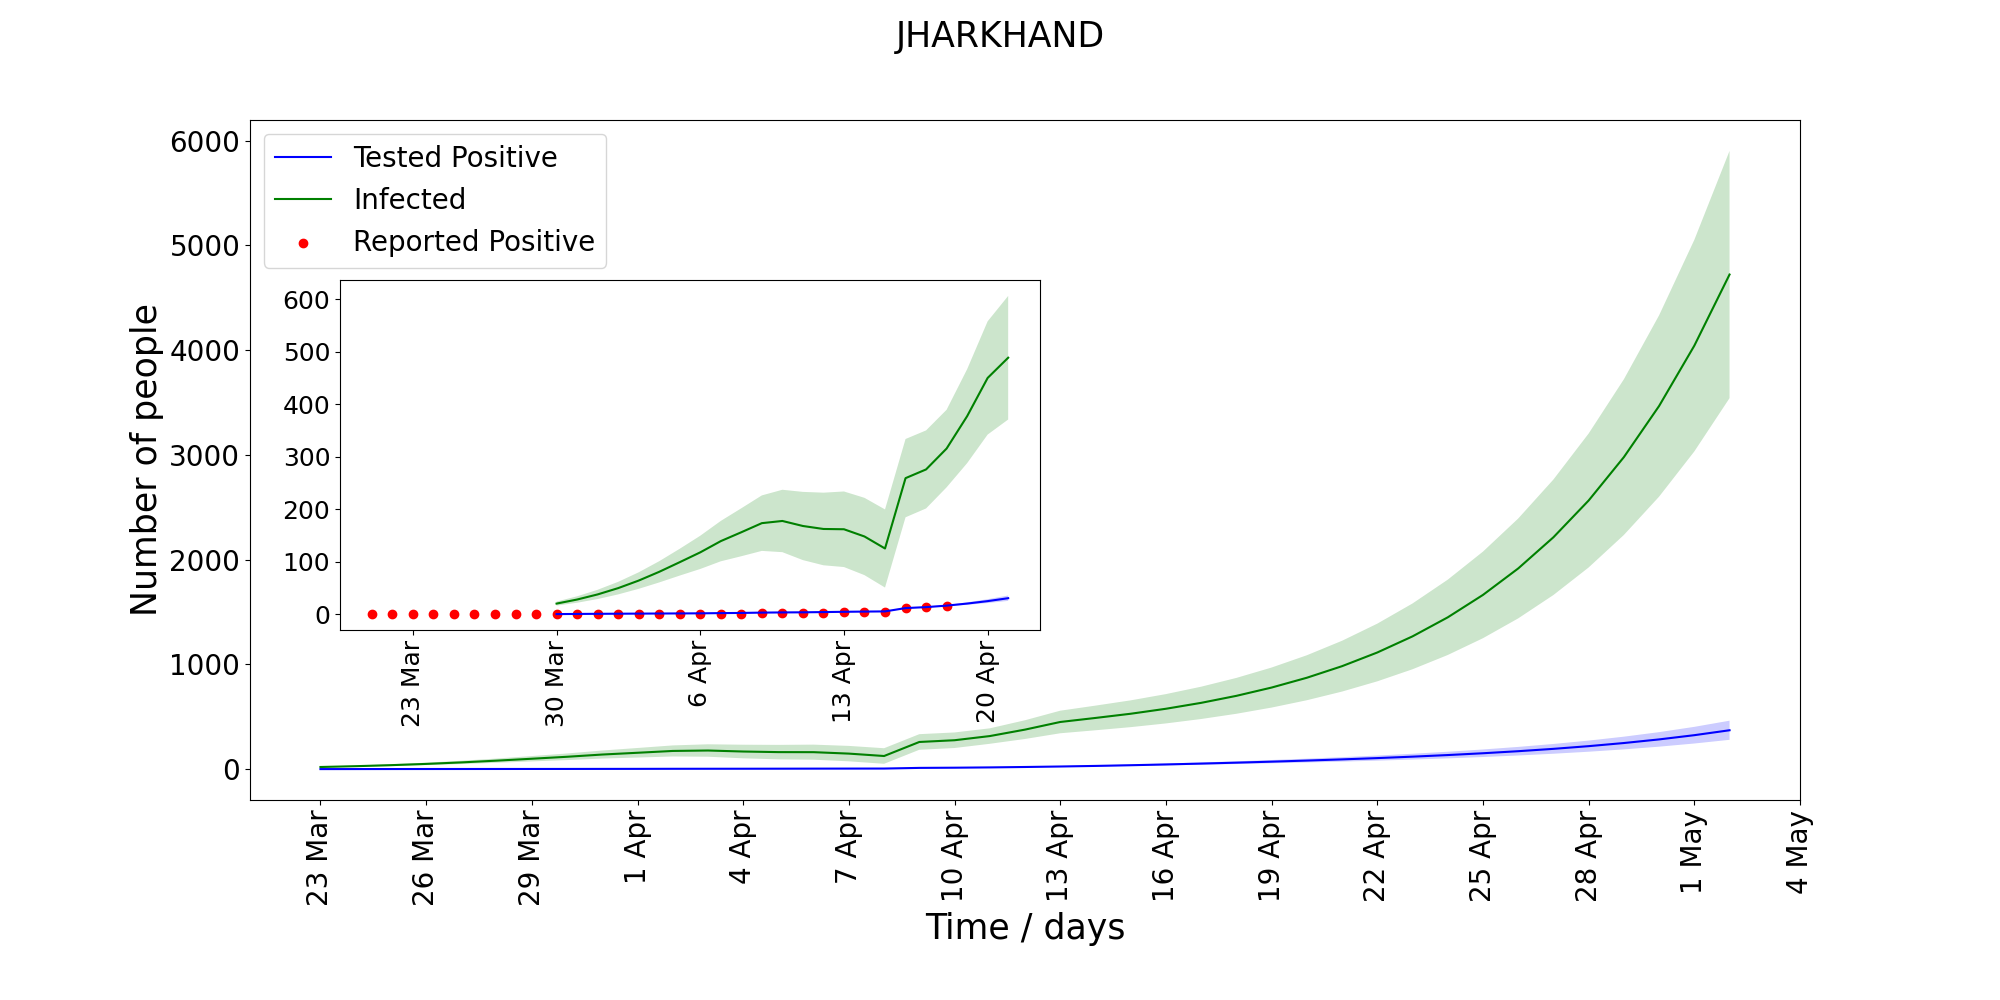 JHARKHAND
Tested Positive
Infected
Reported Positive
Number of people
6000
5000
4000
3000
2000
1000
0
600
500
400
300
200
100
0
23 Mar
30 Mar
6 Apr
13 Apr
20 Apr
23 Mar
26 Mar
29 Mar
1 Apr
4 Apr
7 Apr
10 Apr
13 Apr
16 Apr
19 Apr
22 Apr
25 Apr
28 Apr
1 May
4 May
Time / days